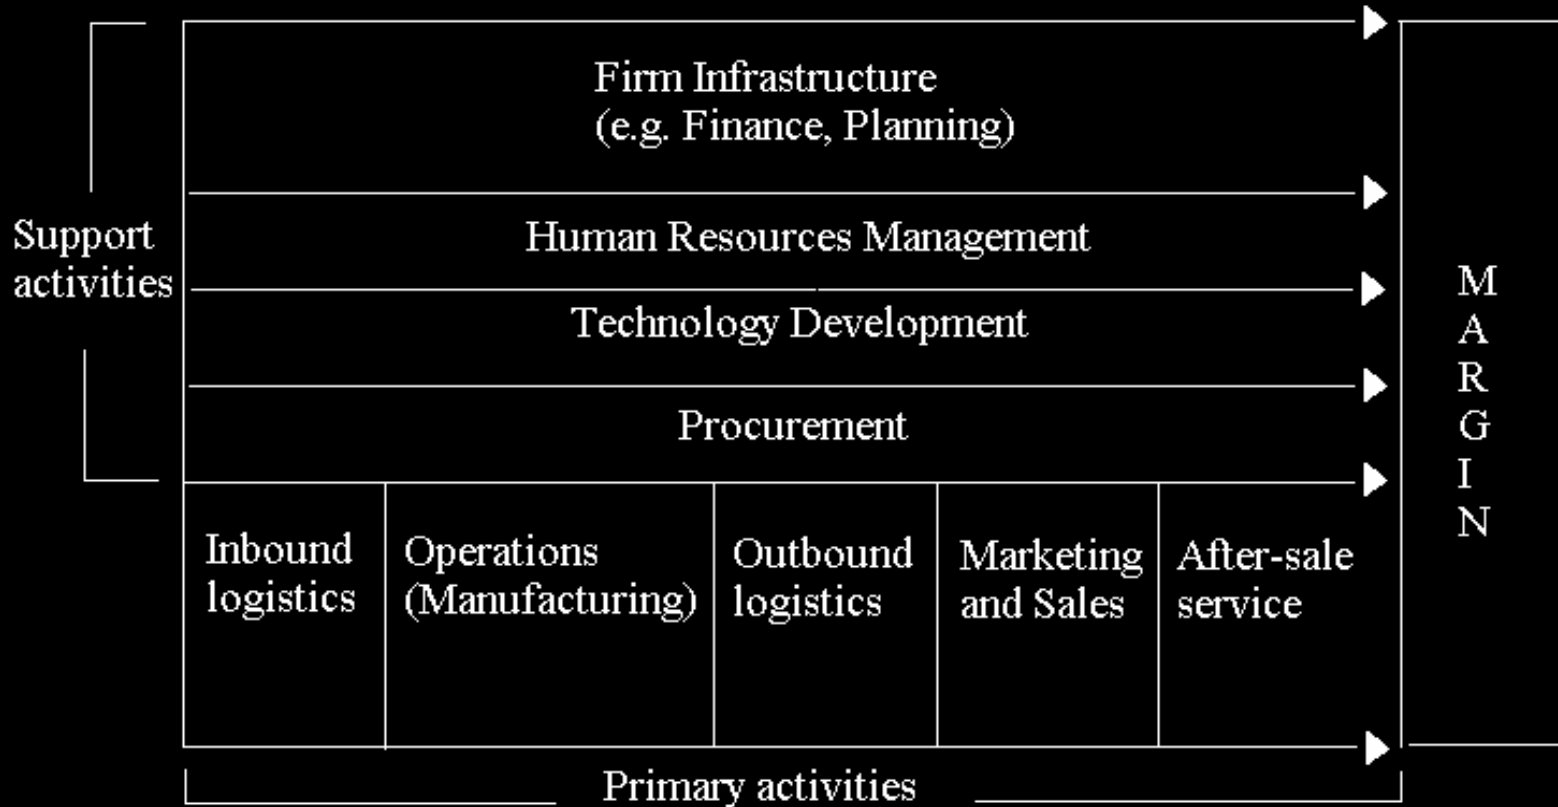 Firm Infrastructure
(e.g. Finance, Planning)
Support
activities
Human Resources Management
Technology Development
Procurement
MARGIN
Inbound
logistics
Operations
(Manufacturing)
Outbound
logistics
Marketing
and Sales
After-sale
service
Primary activities